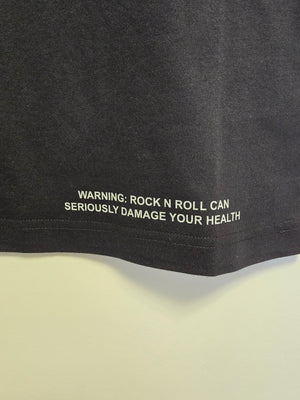 WARNING: ROCK N ROLL CAN
SERIOUSLY DAMAGE YOUR HEALTH